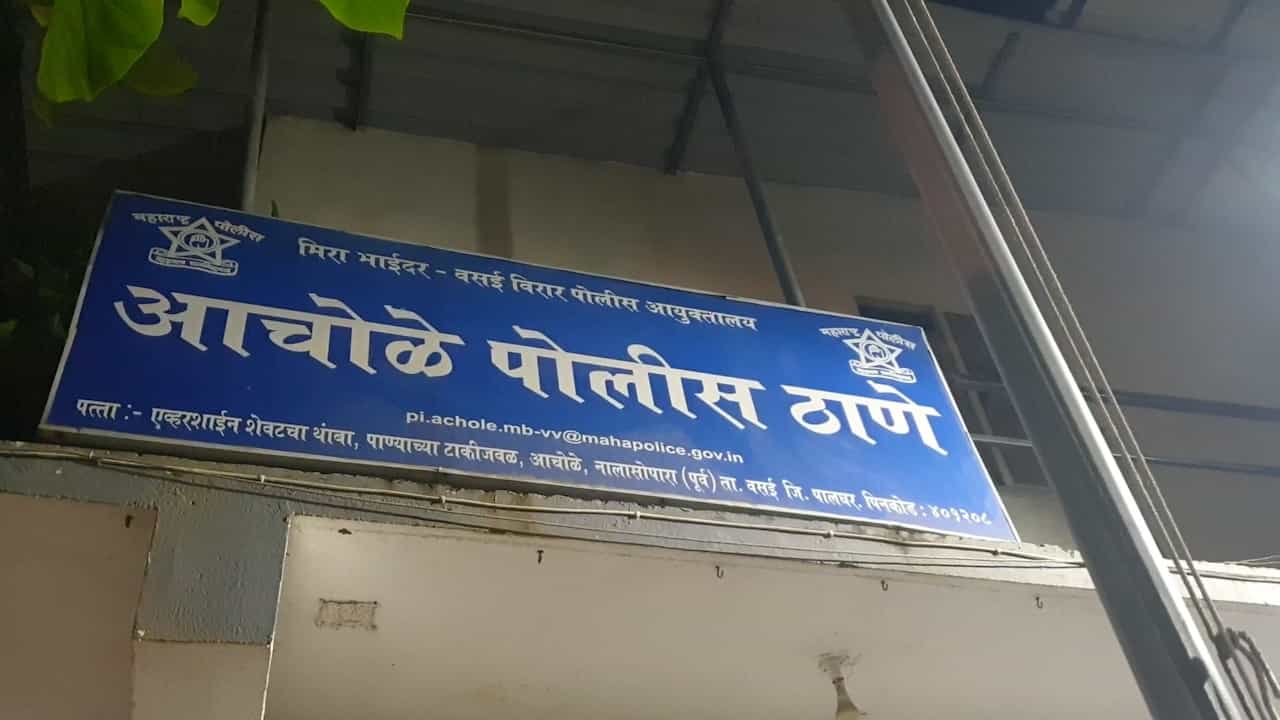 महाराष्ट्र पोलीस
मिरा भाईदर - वसई विरार पोलीस आयुक्तालय
महाराष्ट्र पोलीस
आचोळे पोलीस ठाणे
pi.achole.mb-vv@mahapolice.gov.in
पत्ता :- एव्हरशाईन शेवटचा थांबा, पाण्याच्या टाकीजवळ, आचोळे, नालासोपारा (पूर्व) ता. वसई जि. पालघर. पिनकोड : ४०१२०८